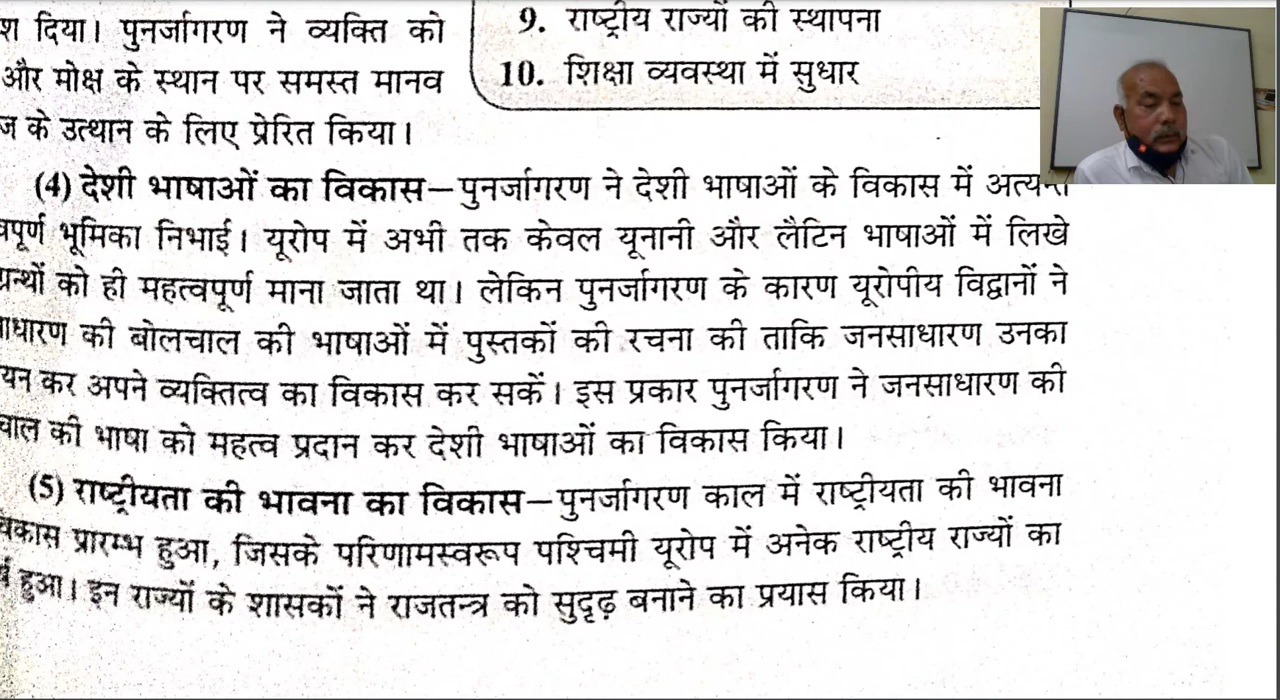 श दिया। पुनर्जागरण ने व्यक्ति को
और मोक्ष के स्थान पर समस्त मानव
ज के उत्थान के लिए प्रेरित किया।
9. राष्ट्रीय राज्यों की स्थापना
10. शिक्षा व्यवस्था में सुधार
(4) देशी भाषाओं का विकास—पुनर्जागरण ने देशी भाषाओं के विकास में
भूमिका निभाई। यूरोप में अभी तक केवल यूनानी और लैटिन भाषाओं में लिखे
को ही महत्वपूर्ण माना जाता था। लेकिन पुनर्जागरण के कारण यूरोपीय विद्वानों ने
की बोलचाल की भाषाओं में पुस्तकों की रचना की ताकि जनसाधारण उनका
यन कर अपने व्यक्तित्व का विकास कर सकें। इस प्रकार पुनर्जागरण ने जनसाधारण की
चाल की भाषा को महत्व प्रदान कर देशी भाषाओं का विकास किया।
(5) राष्ट्रीयता की भावना का विकास—पुनर्जागरण काल में राष्ट्रीयता की भावना
प्रारम्भ हुआ, जिसके परिणामस्वरूप पश्चिमी यूरोप में अनेक राष्ट्रीय राज्यों का
हुआ। इन राज्यों के शासकों ने राजतन्त्र को सुदृढ़ बनाने का प्रयास किया।